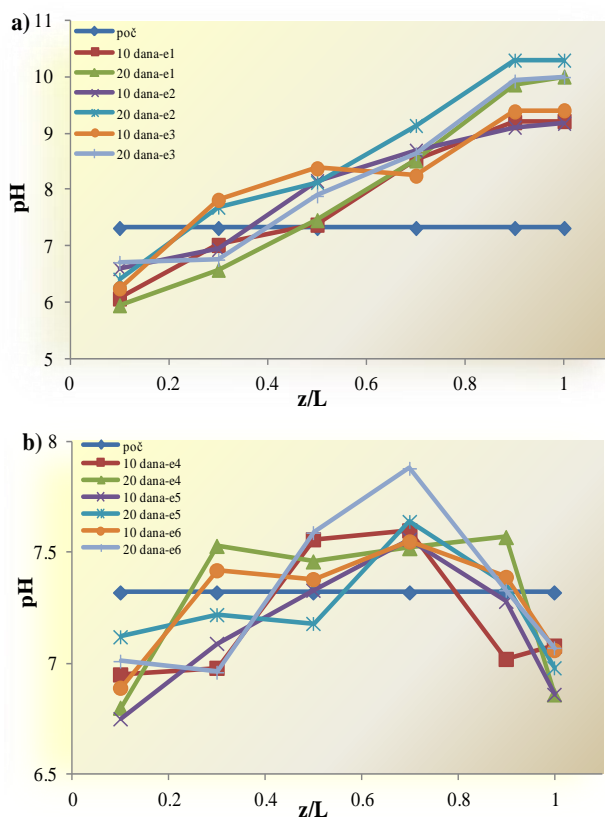 a)
11
10
9
8
7
6
5
pH
poč
10 dana-e1
20 dana-e1
10 dana-e2
20 dana-e2
10 dana-e3
20 dana-e3
0 0.2 0.4 0.6 0.8 1
z/L
b)
8
7.5
7
6.5
pH
poč
10 dana-e4
20 dana-e4
10 dana-e5
20 dana-e5
10 dana-e6
20 dana-e6
0 0.2 0.4 0.6 0.8 1
z/L